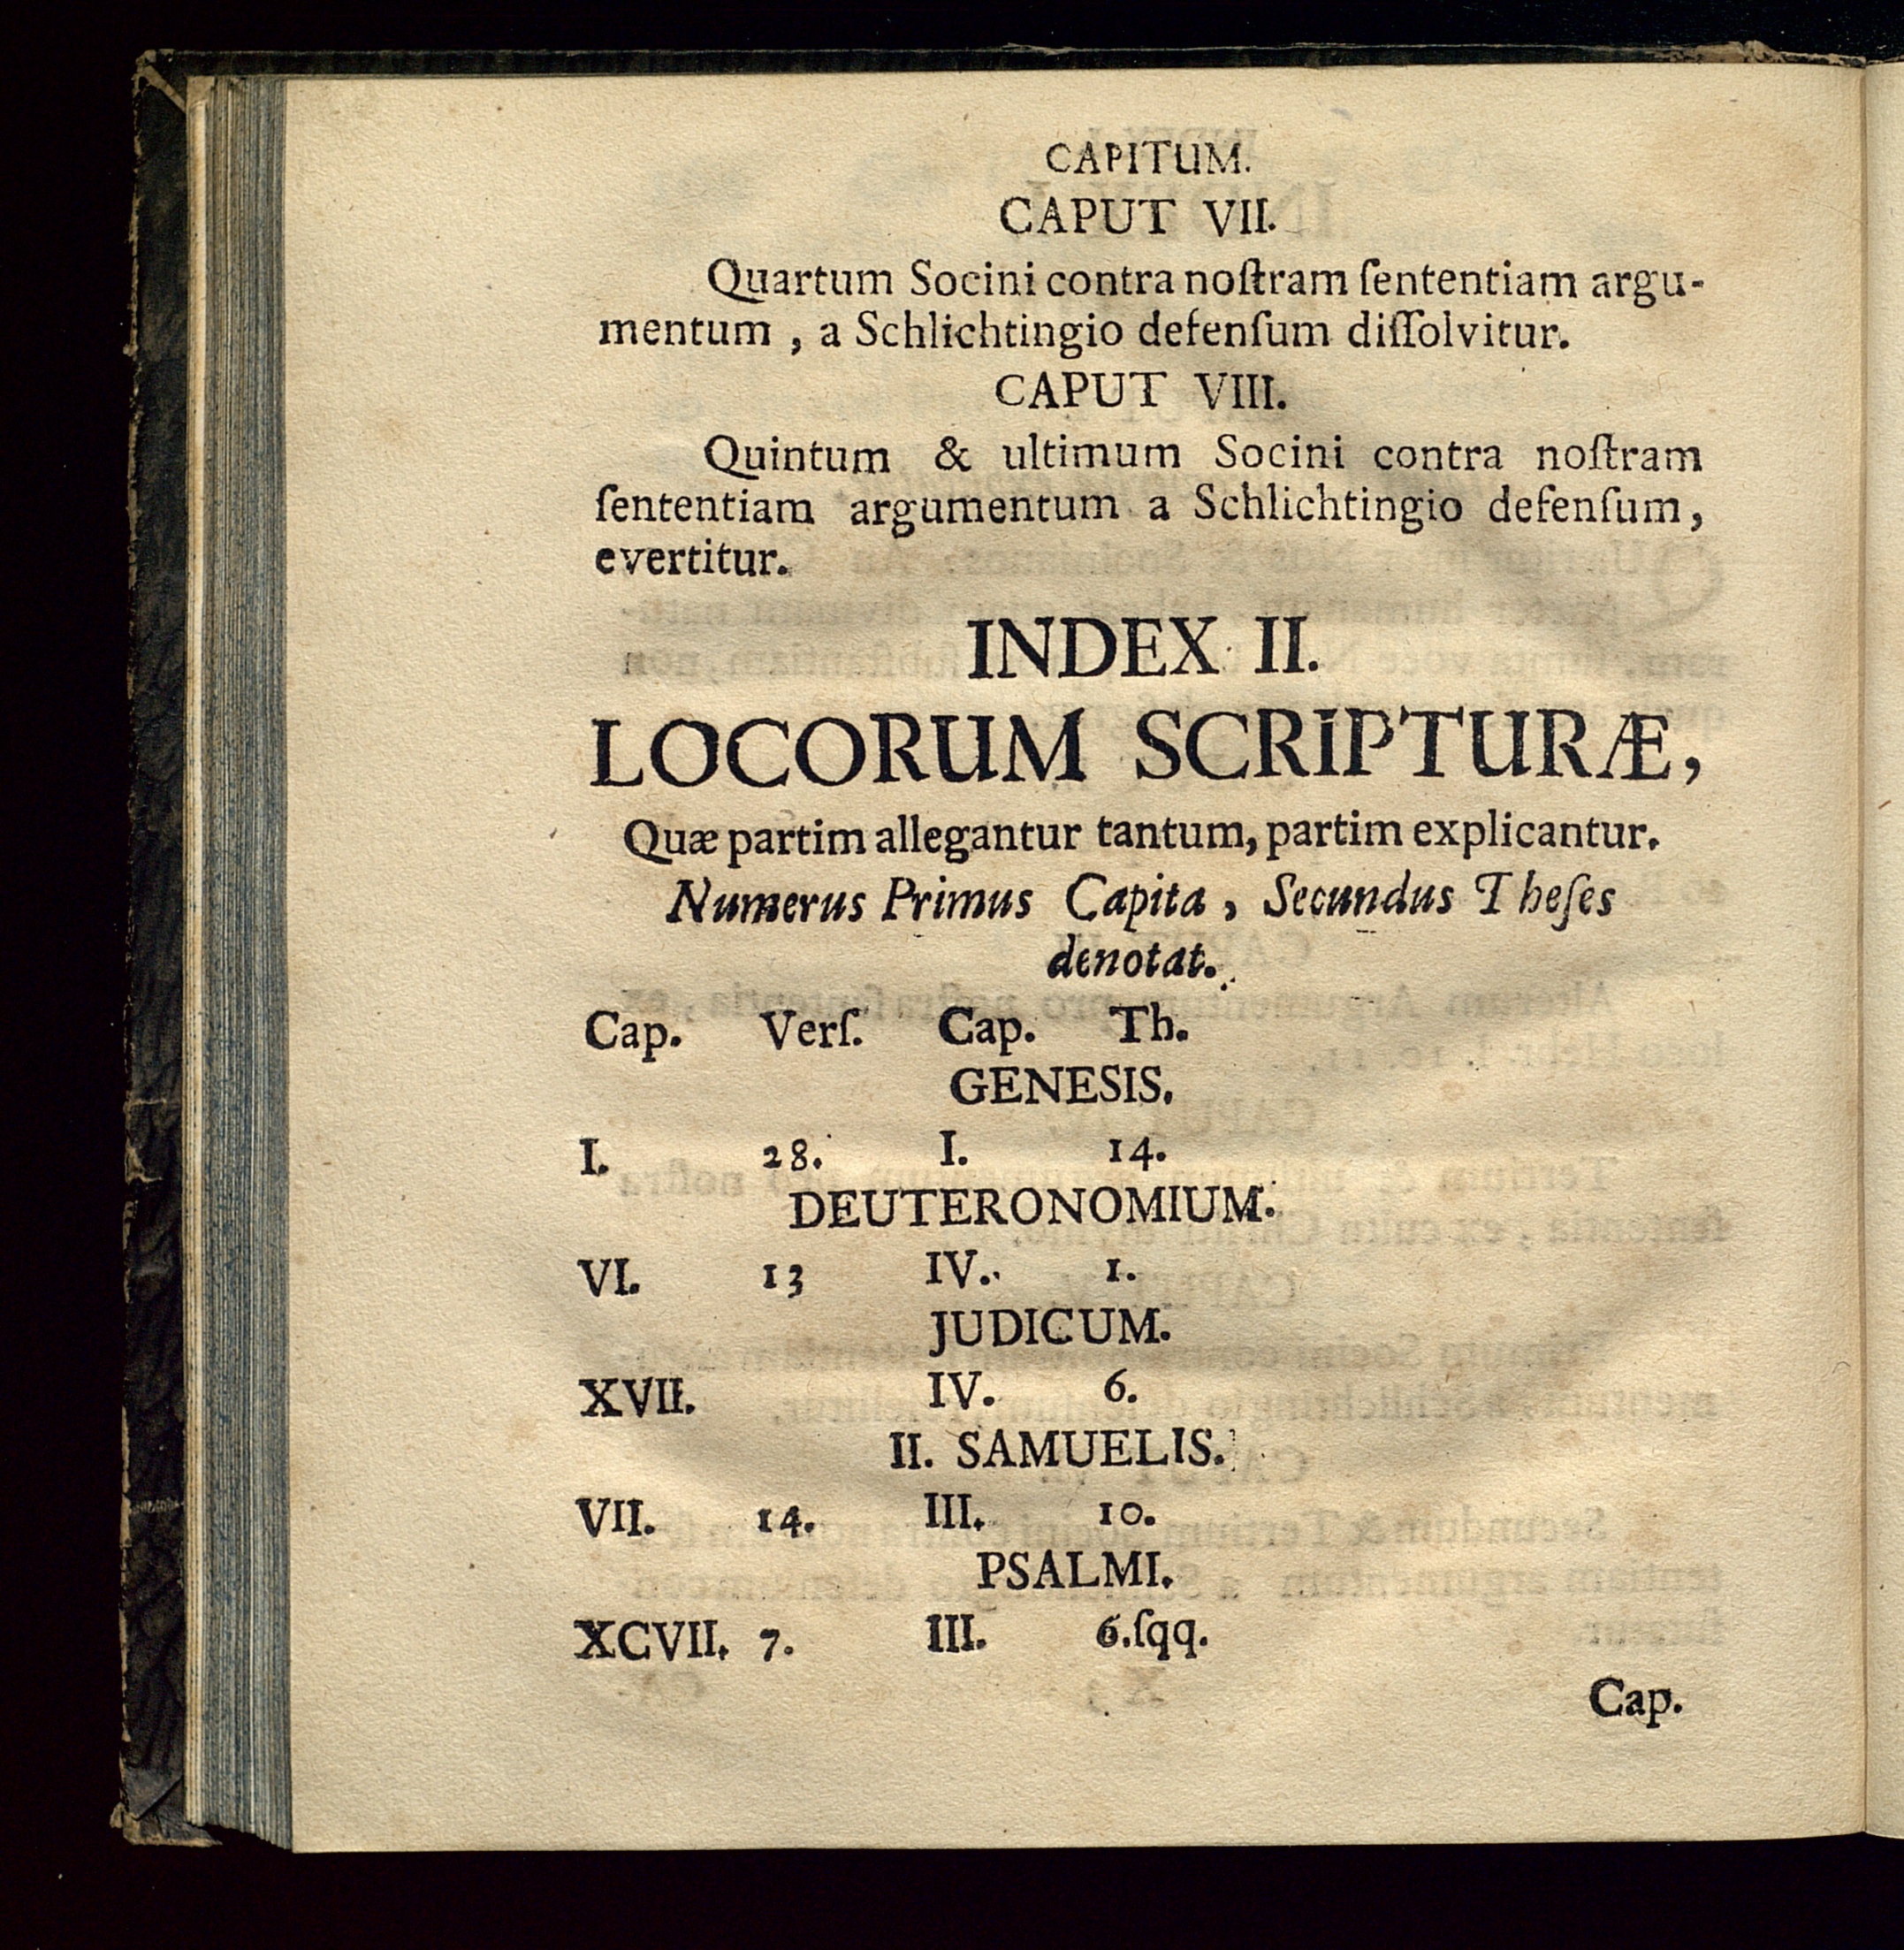 CAPITUM.
CAPUT VII.
Quartum Socini contra noſtram ſententiam argu-
mentum , a Schlichtingio defenſum diſſolvitur.
CAPUT VIII.
Quintum & ultimum Socini contra noſtram
ſententiam argumentum a Schlichtingio defenſum,
evertitur.
INDEX II.
LOCORUM SCRIPTURÆ,
Quæ partim allegantur tantum, partim explicantur.
Numerus Primus Capita , Secundus Theſes
denotat.
Cap. Verſ. Cap. Th.
GENESIS.
I. 28. I. 14.
DEUTERONOMIUM.
VI. 13 IV. 1.
JUDICUM.
XVII. IV. 6.
II. SAMUELIS.
VII. 14. III. 10.
PSALMI.
XCVII. 7. III. 6.ſqq.
Cap.